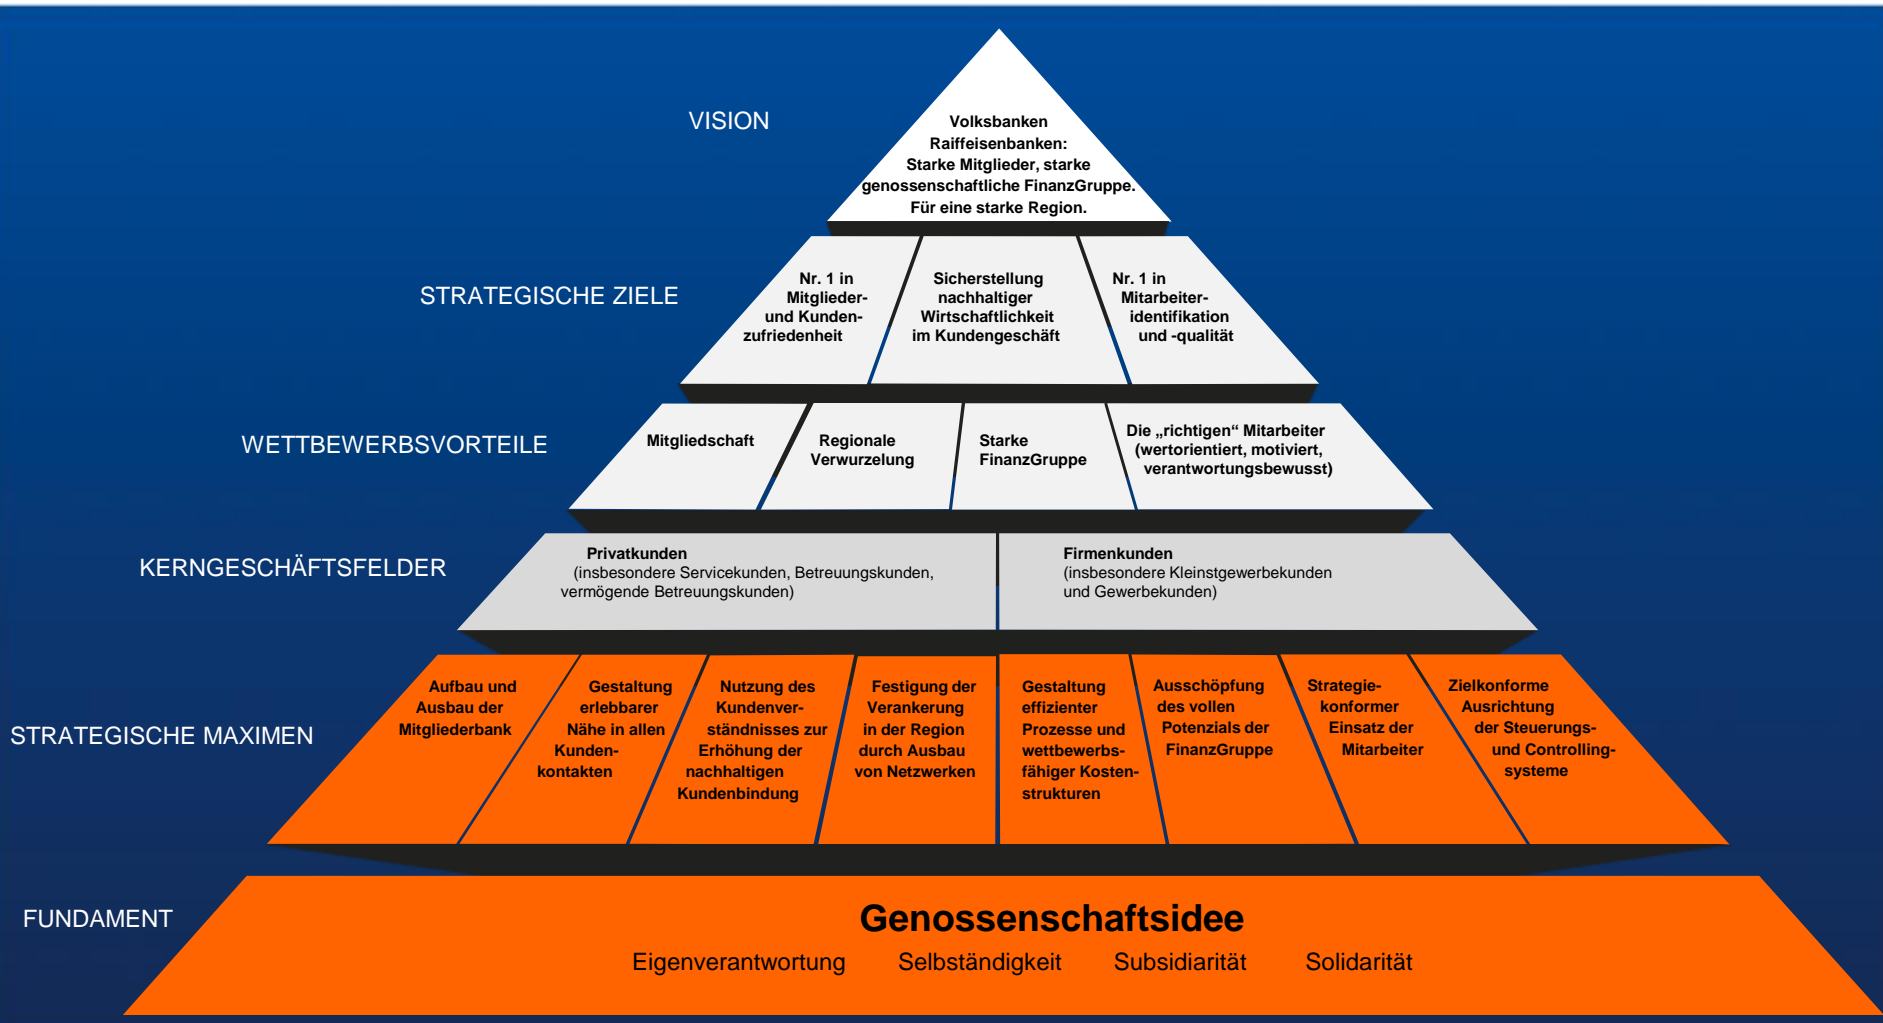 VISION
Volksbanken
Raiffeisenbanken:
Starke Mitglieder, starke
genossenschaftliche FinanzGruppe.
Für eine starke Region.
STRATEGISCHE ZIELE
Nr. 1 in
Mitglieder-
und Kunden-
zufriedenheit
Sicherstellung
nachhaltiger
Wirtschaftlichkeit
im Kundengeschäft
Nr. 1 in
Mitarbeiter-
identifikation
und -qualität
WETTBEWERBSVORTEILE
Mitgliedschaft
Regionale
Verwurzelung
Starke
FinanzGruppe
Die „richtigen“ Mitarbeiter
(wertorientiert, motiviert,
verantwortungsbewusst)
KERNGESCHÄFTSFELDER
Privatkunden
(insbesondere Servicekunden, Betreuungskunden,
vermögende Betreuungskunden)
Firmenkunden
(insbesondere Kleinstgewerbekunden
und Gewerbekunden)
STRATEGISCHE MAXIMEN
Aufbau und
Ausbau der
Mitgliederbank
Gestaltung
erlebbarer
Nähe in allen
Kunden-
kontakten
Nutzung des
Kundenver-
ständnisses zur
Erhöhung der
nachhaltigen
Kundenbindung
Festigung der
Verankerung
in der Region
durch Ausbau
von Netzwerken
Gestaltung
effizienter
Prozesse und
wettbewerbs-
fähiger Kosten-
strukturen
Ausschöpfung
des vollen
Potenzials der
FinanzGruppe
Strategie-
konformer
Einsatz der
Mitarbeiter
Zielkonforme
Ausrichtung
der Steuerungs-
und Controlling-
systeme
FUNDAMENT
Genossenschaftsidee
Eigenverantwortung Selbständigkeit Subsidiarität Solidarität